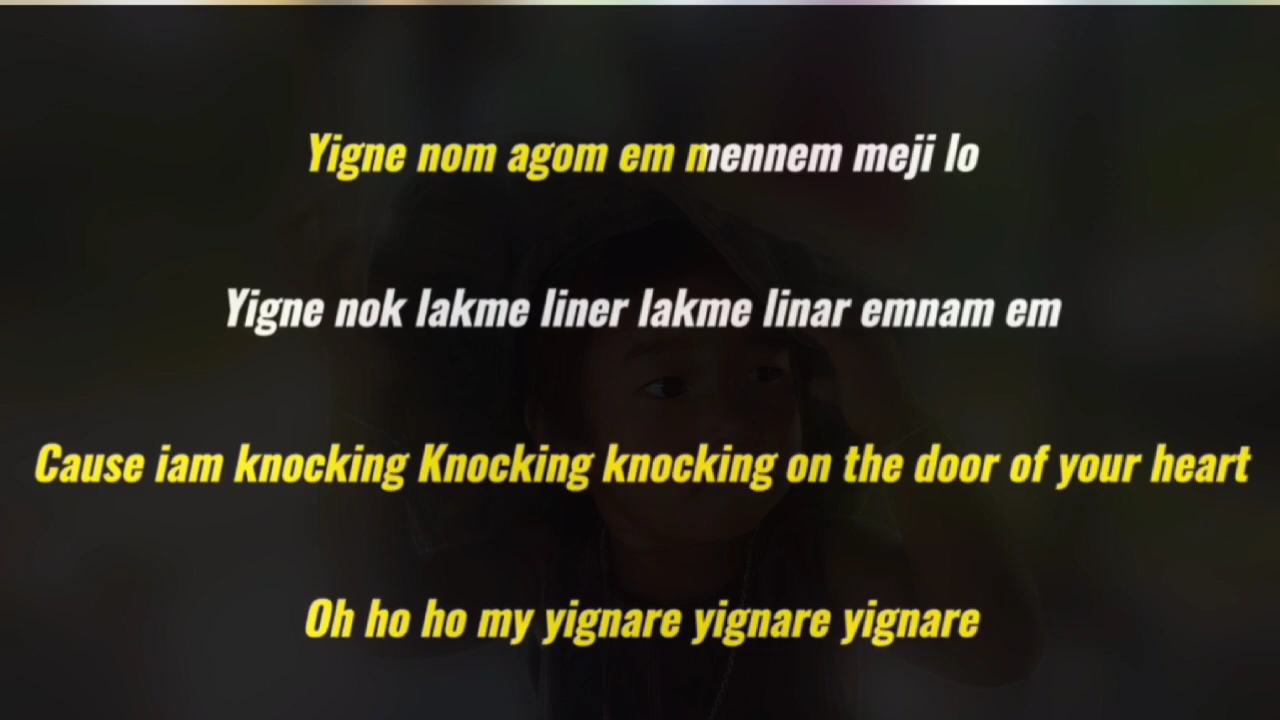 Yigne nom agom em mennem meji lo
Yigne nok lakme liner lakme linar emnam em
Cause iam knocking Knocking knocking on the door of your heart
Oh ho ho my yignare yignare yignare